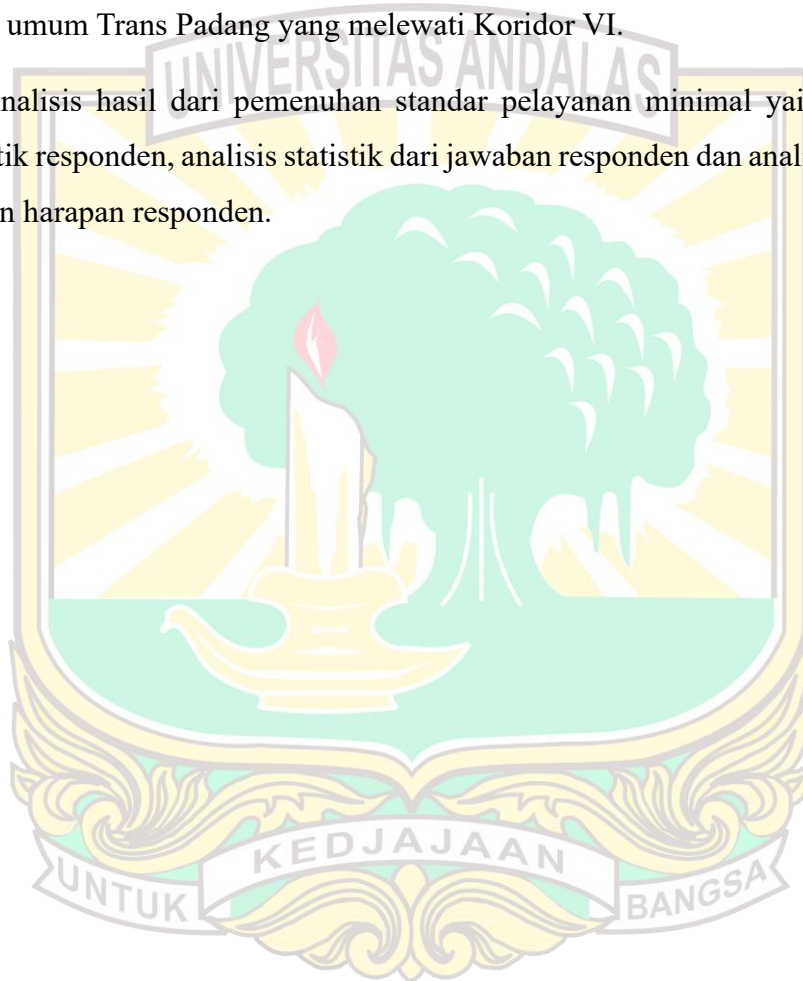 umum Trans Padang yang melewati Koridor VI.
UNIVERSITAS ANDALAS
nalisis hasil dari pemenuhan standar pelayanan minimal yai
tik responden, analisis statistik dari jawaban responden dan anali
n harapan responden.
KEDJAJAAN
UNTUK
BANGSA